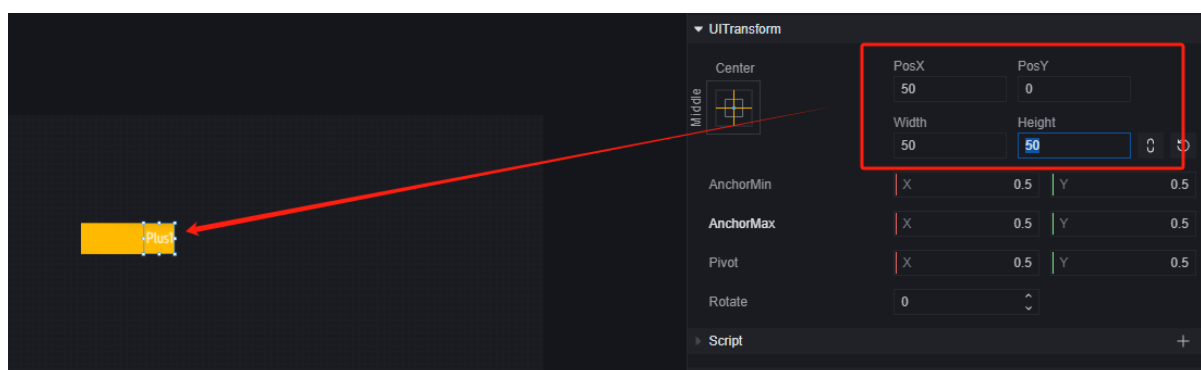 UITransform
Center
Middle
PosX PosY
50 0
Width Height
50 50
AnchorMin X 0.5 Y 0.5
AnchorMax X 0.5 Y 0.5
Pivot X 0.5 Y 0.5
Rotate 0
Script
Plus1